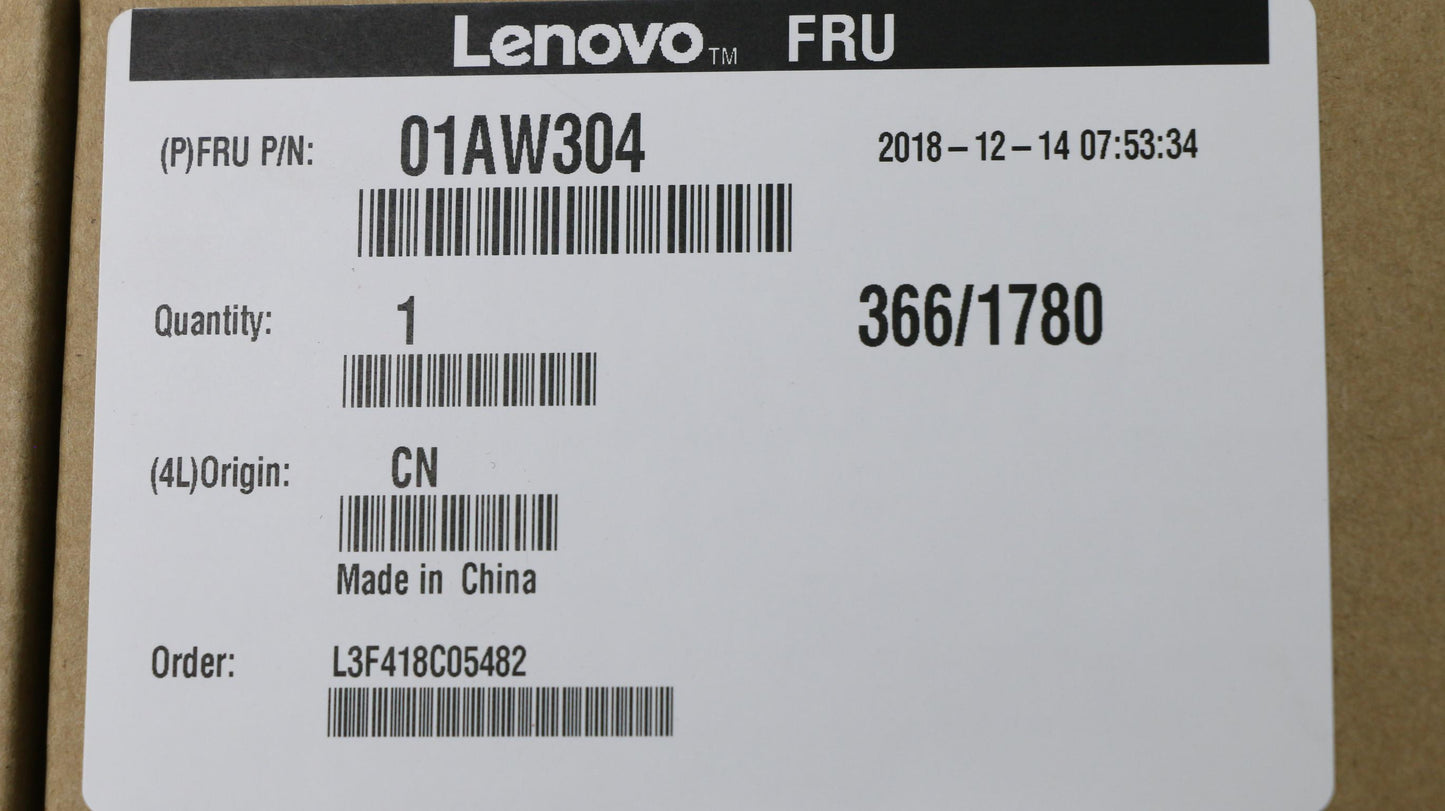 Lenovo™ FRU
(P)FRU P/N: 01AW304 2018-12-14 07:53:34
Quantity: 1 366/1780
(4L)Origin: CN
Made in China
Order: L3F418C05482